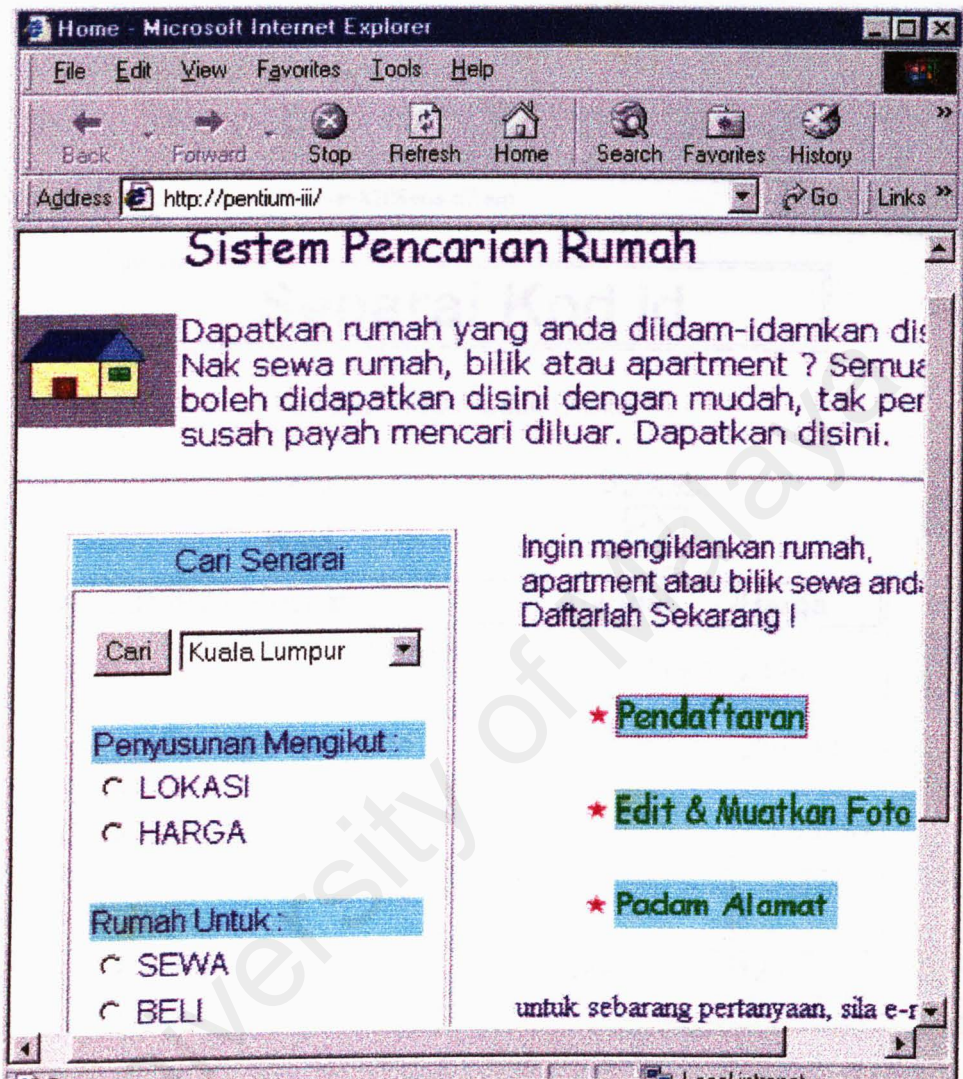 Home - Microsoft Internet Explorer
File Edit View Favorites Tools Help
Back Forward Stop Refresh Home Search Favorites History »
Address http://pentium-iii/ Go Links »
Sistem Pencarian Rumah
Dapatkan rumah yang anda diidam-idamkan dis
Nak sewa rumah, bilik atau apartment ? Semua
boleh didapatkan disini dengan mudah, tak per
susah payah mencari diluar. Dapatkan disini.
Cari Senarai
Cari Kuala Lumpur
Penyusunan Mengikut :
LOKASI
HARGA
Rumah Untuk :
SEWA
BELI
Ingin mengiklankan rumah,
apartment atau bilik sewa anda
Daftarlah Sekarang !
Pendaftaran
Edit & Muatkan Foto
Padam Alamat
untuk sebarang pertanyaan, sila e-r
Local intranet
University of Malaya